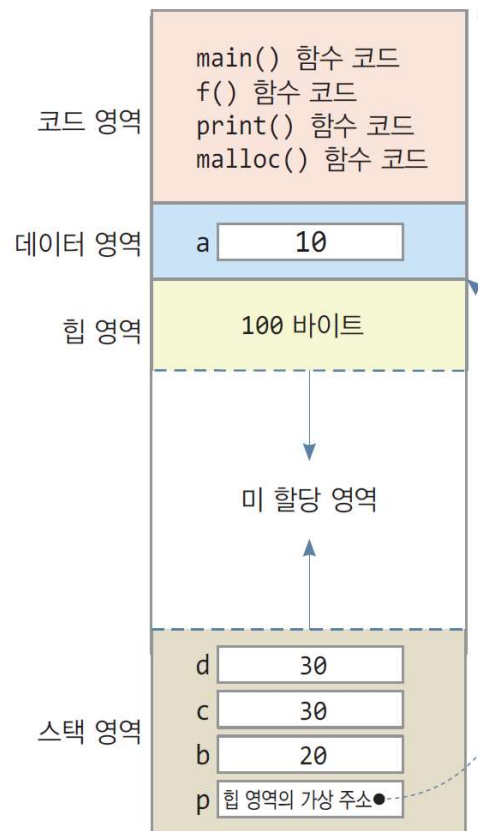 코드 영역
main() 함수 코드
f() 함수 코드
print() 함수 코드
malloc() 함수 코드
데이터 영역
a 10
힙 영역
100 바이트
미 할당 영역
스택 영역
d 30
c 30
b 20
p 힙 영역의 가상 주소